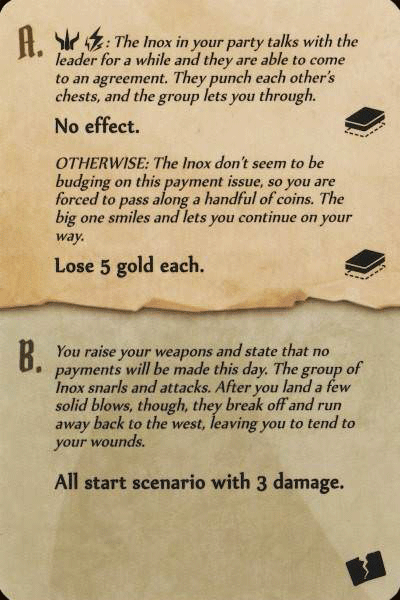 A. : The Inox in your party talks with the
leader for a while and they are able to come
to an agreement. They punch each other's
chests, and the group lets you through.
No effect.
OTHERWISE: The Inox don't seem to be
budging on this payment issue, so you are
forced to pass along a handful of coins. The
big one smiles and lets you continue on your
way.
Lose 5 gold each.
B. You raise your weapons and state that no
payments will be made this day. The group of
Inox snarls and attacks. After you land a few
solid blows, though, they break off and run
away back to the west, leaving you to tend to
your wounds.
All start scenario with 3 damage.